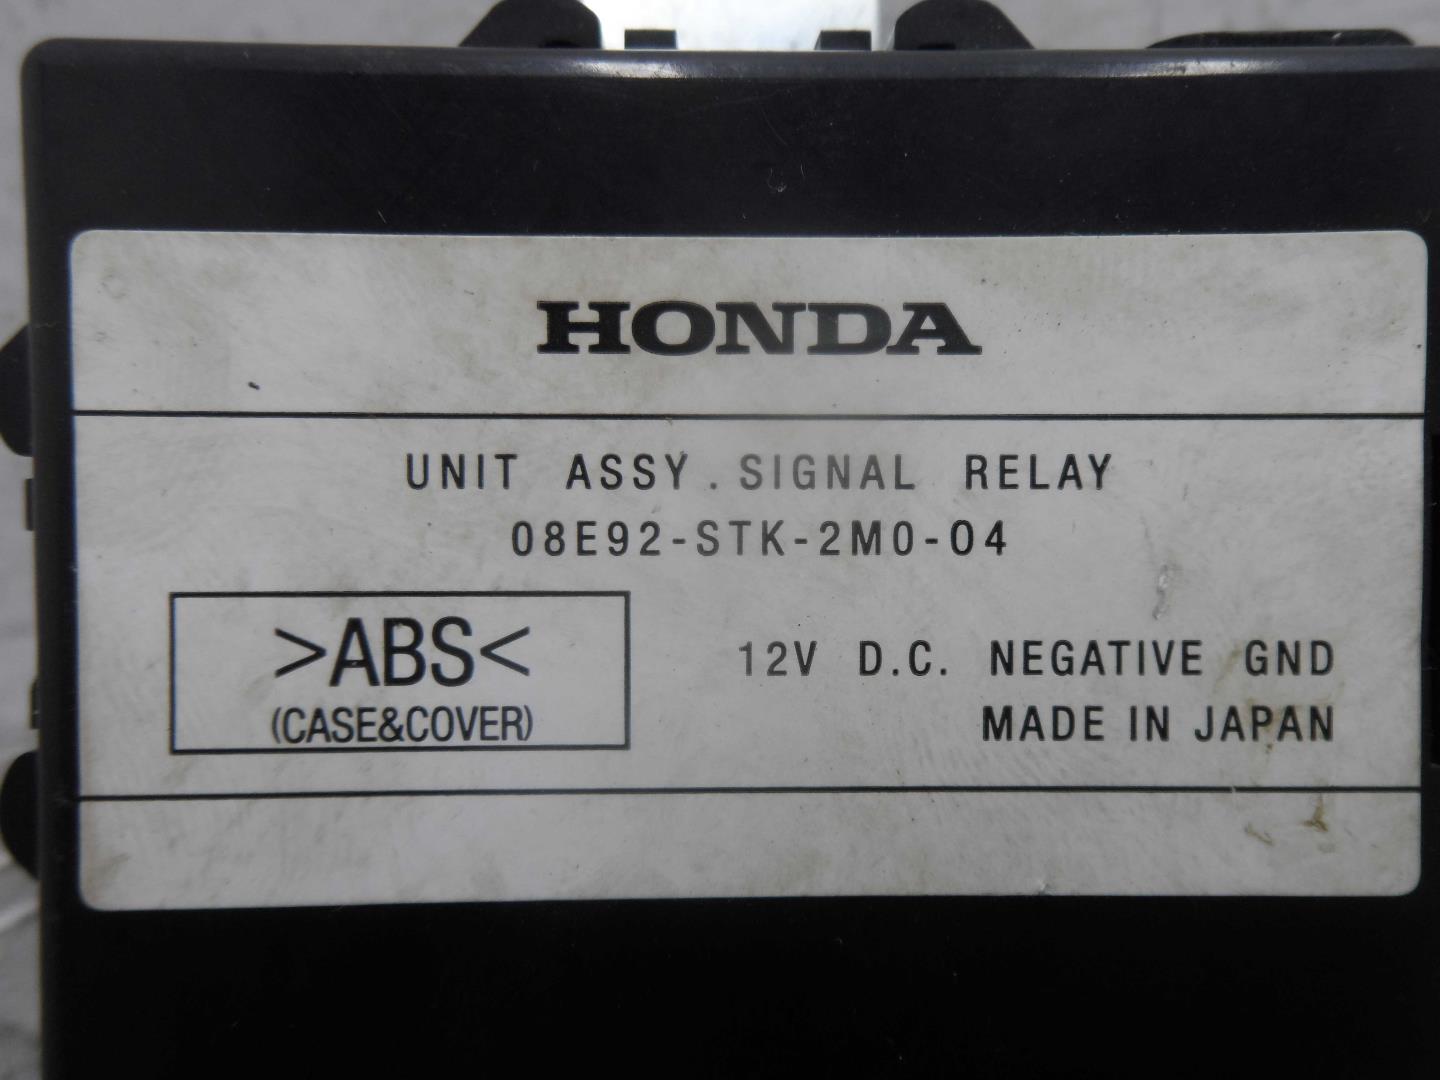 HONDA
UNIT ASSY. SIGNAL RELAY
08E92-STK-2M0-04
>ABS<
(CASE&COVER)
12V D.C. NEGATIVE GND
MADE IN JAPAN